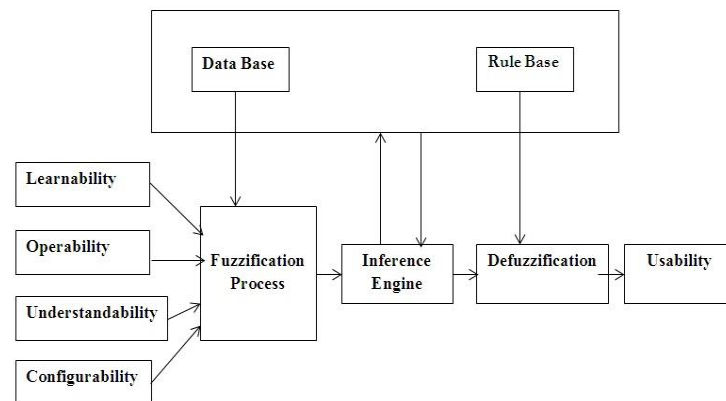 Data Base
Rule Base
Learnability
Operability
Understandability
Configurability
Fuzzification
Process
Inference
Engine
Defuzzification
Usability